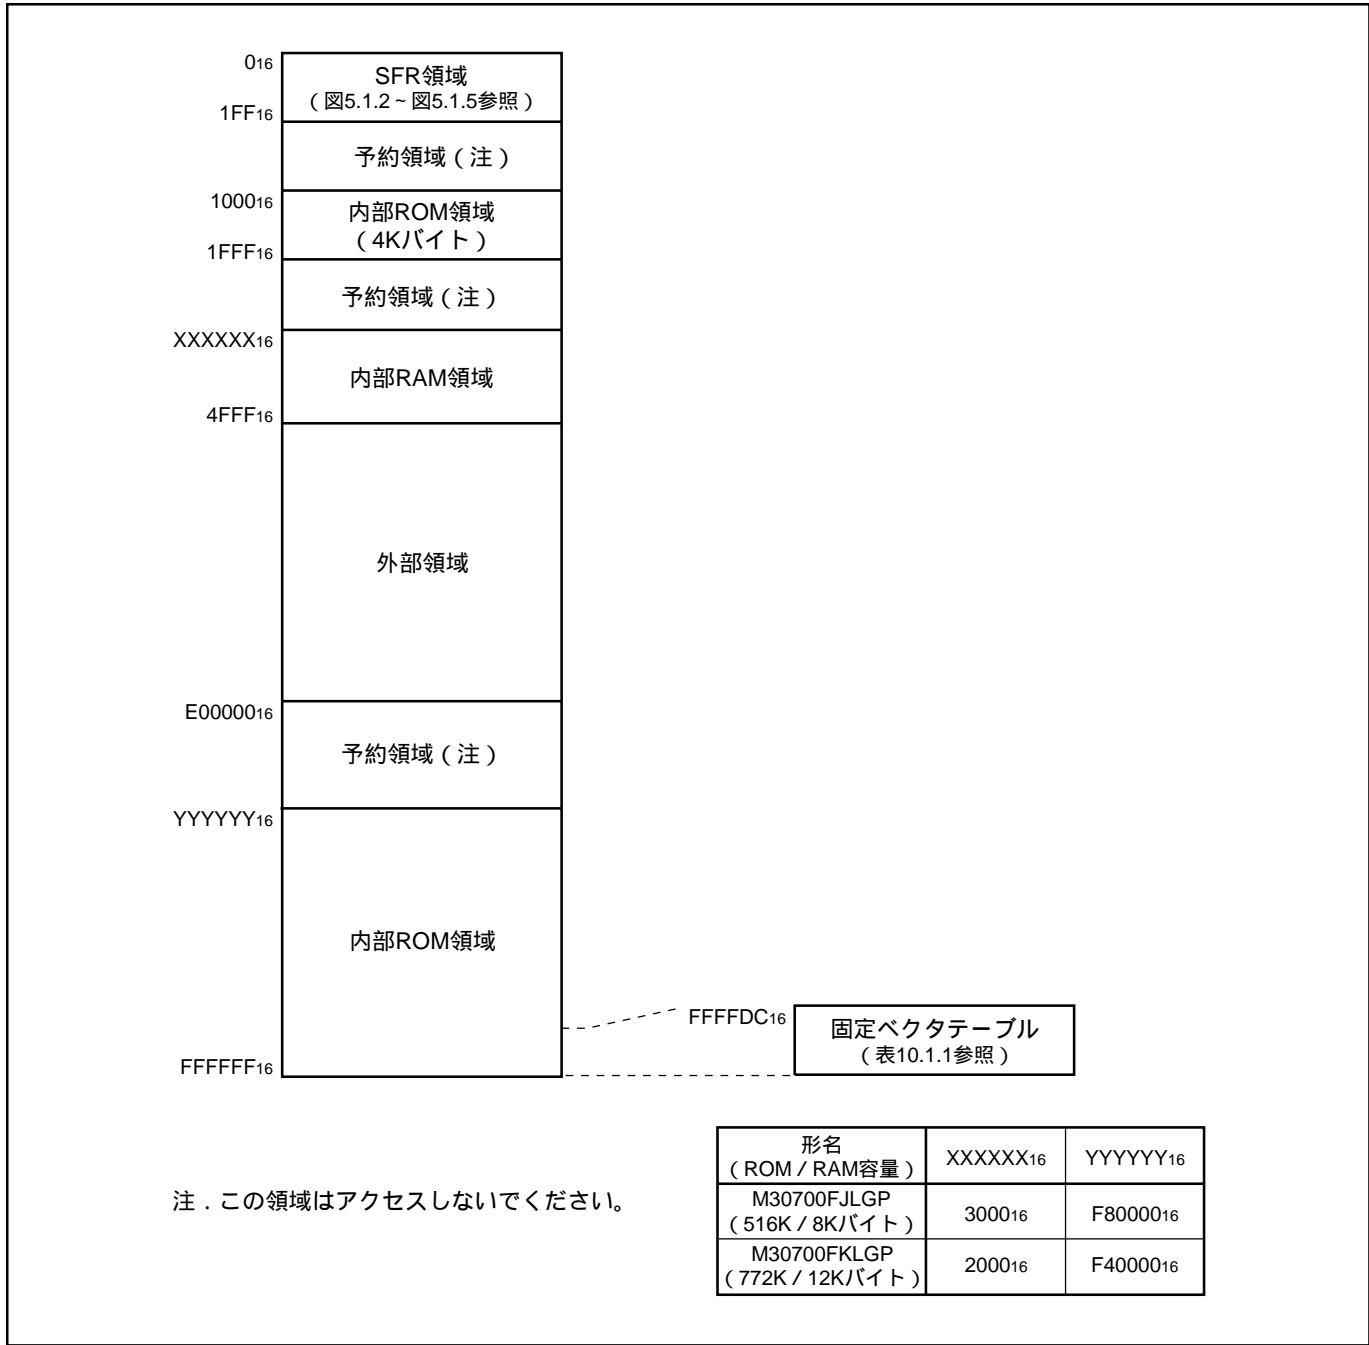 016
SFR領域
（図5.1.2～図5.1.5参照）
1FF16
予約領域（注）
100016
内部ROM領域
（4Kバイト）
1FFF16
予約領域（注）
XXXXXX16
内部RAM領域
4FFF16
外部領域
E0000016
予約領域（注）
YYYYYY16
内部ROM領域
FFFFDC16
固定ベクタテーブル
（表10.1.1参照）
FFFFFF16
形名
（ROM / RAM容量）
XXXXXX16
YYYYYY16
M30700FJLGP
（516K / 8Kバイト）
300016
F8000016
M30700FKLGP
（772K / 12Kバイト）
200016
F4000016
注．この領域はアクセスしないでください。